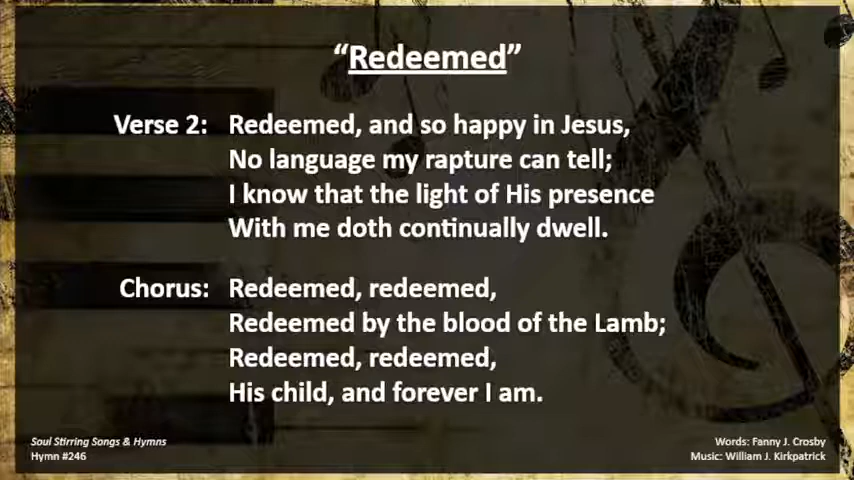 “Redeemed”
Verse 2: Redeemed, and so happy in Jesus,
No language my rapture can tell;
I know that the light of His presence
With me doth continually dwell.
Chorus: Redeemed, redeemed,
Redeemed by the blood of the Lamb;
Redeemed, redeemed,
His child, and forever I am.
Soul Stirring Songs & Hymns
Hymn #246
Words: Fanny J. Crosby
Music: William J. Kirkpatrick